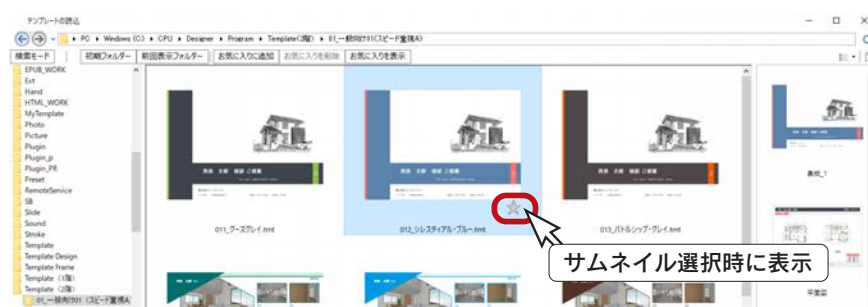 テンプレートの読込
PC ▸ Windows (C:) ▸ CPU ▸ Designer ▸ Program ▸ Template(2階) ▸ 01_一般向け01(スピード重視A)
検索モード 初期フォルダー 前回表示フォルダー お気に入りに追加 お気に入りを削除 お気に入りを表示
EPUB_WORK
Ext
Hand
HTML_WORK
MyTemplate
Photo
Picture
Plugin
Plugin_p
Plugin_PR
Preset
RemoteService
SB
Slide
Sound
Stroke
Template
Template Design
Template Frame
Template (1階)
Template (2階)
01_一般向け01 (スピード重視A
011_グースグレイ.tmt
012_シレスティアル・ブルー.tmt
013_バトルシップ・グレイ.tmt
サムネイル選択時に表示
表紙_1
平面図